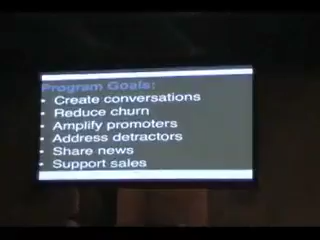 Program Goals:
• Create conversations
• Reduce churn
• Amplify promoters
• Address detractors
• Share news
• Support sales